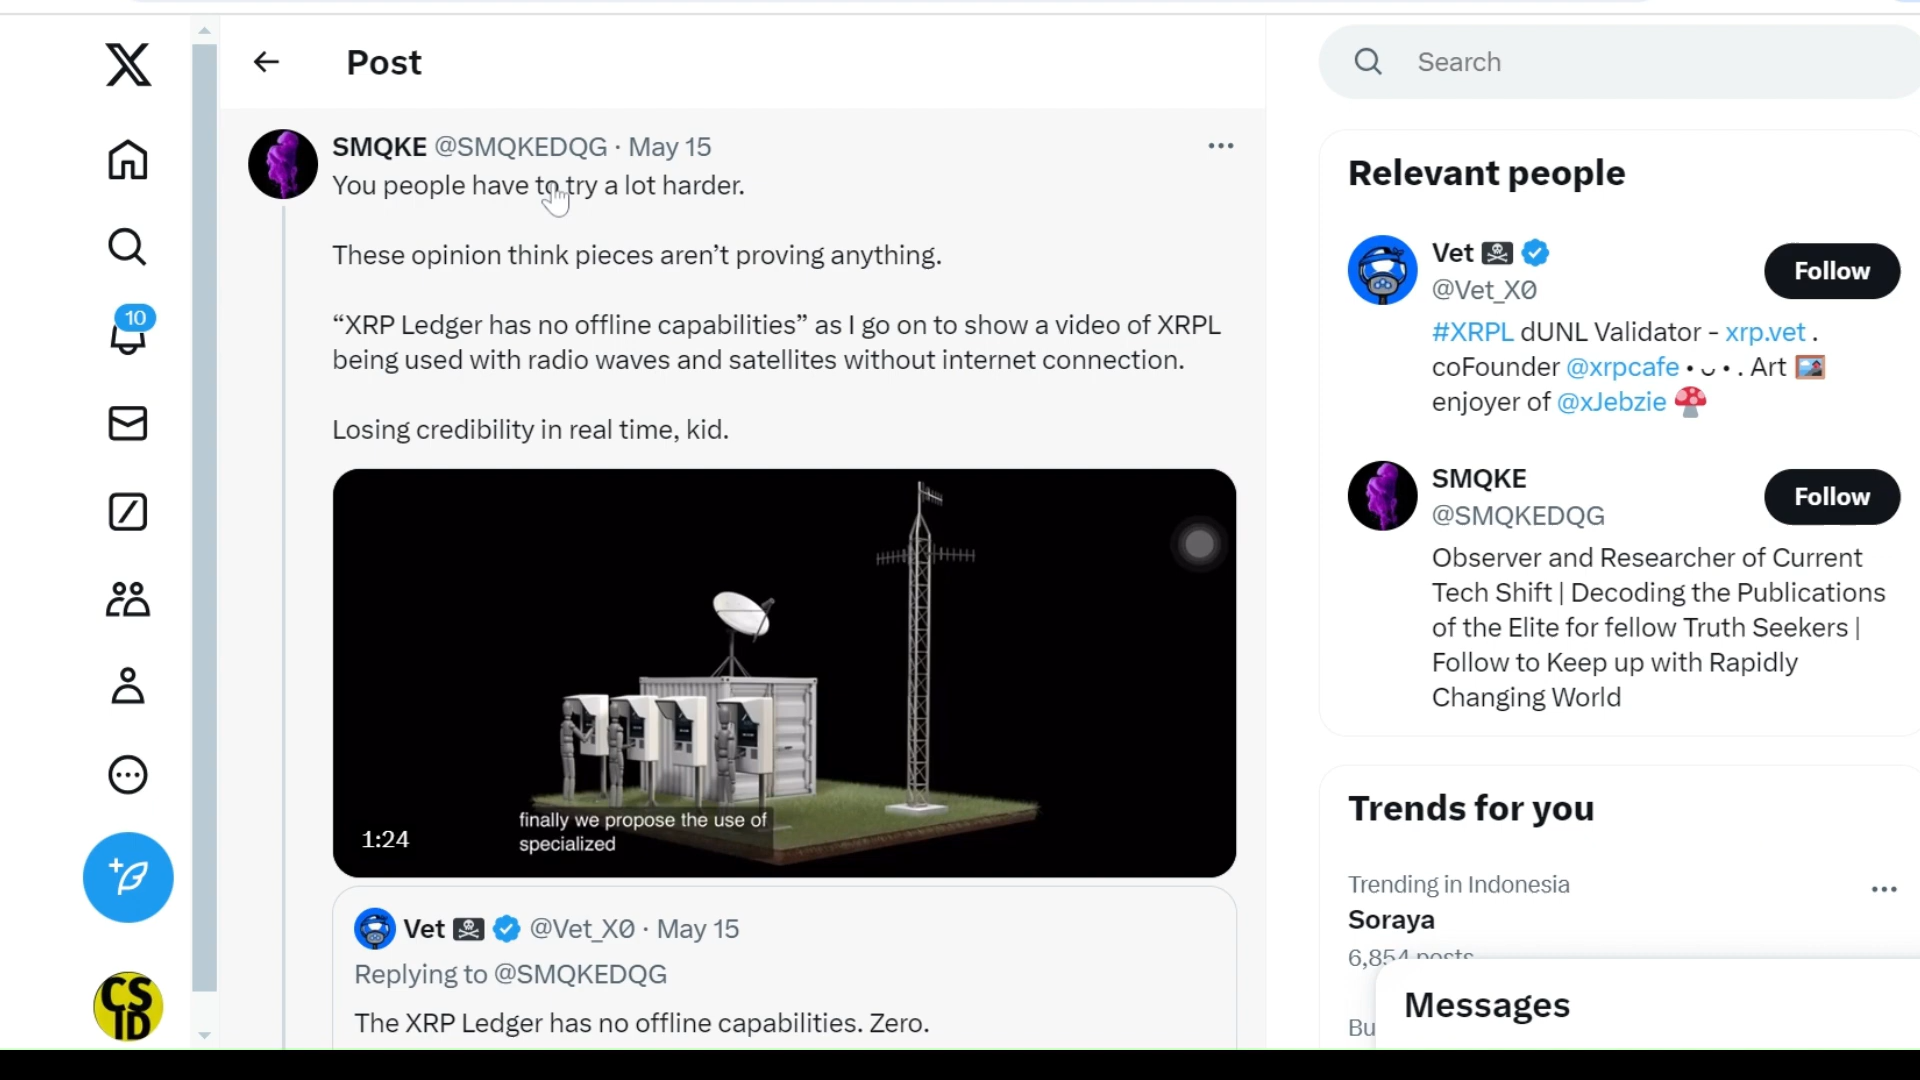 Post
Search
SMQKE @SMQKEDQG · May 15
You people have to try a lot harder.
These opinion think pieces aren’t proving anything.
“XRP Ledger has no offline capabilities” as I go on to show a video of XRPL
being used with radio waves and satellites without internet connection.
Losing credibility in real time, kid.
finally we propose the use of
specialized
1:24
Vet @Vet_X0 · May 15
Replying to @SMQKEDQG
The XRP Ledger has no offline capabilities. Zero.
10
CS
ID
Relevant people
Vet
@Vet_X0
Follow
#XRPL dUNL Validator - xrp.vet .
coFounder @xrpcafe • ᴗ • . Art
enjoyer of @xJebzie
SMQKE
@SMQKEDQG
Follow
Observer and Researcher of Current
Tech Shift | Decoding the Publications
of the Elite for fellow Truth Seekers |
Follow to Keep up with Rapidly
Changing World
Trends for you
Trending in Indonesia
Soraya
6,854 posts
Bu
Messages